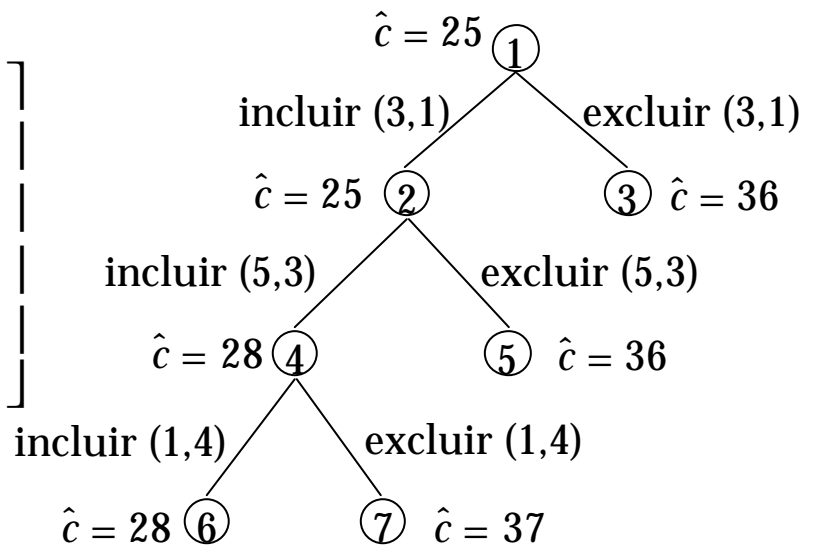 ĉ = 25 1
incluir (3,1) excluir (3,1)
ĉ = 25 2 3 ĉ = 36
incluir (5,3) excluir (5,3)
ĉ = 28 4 5 ĉ = 36
incluir (1,4) excluir (1,4)
ĉ = 28 6 7 ĉ = 37